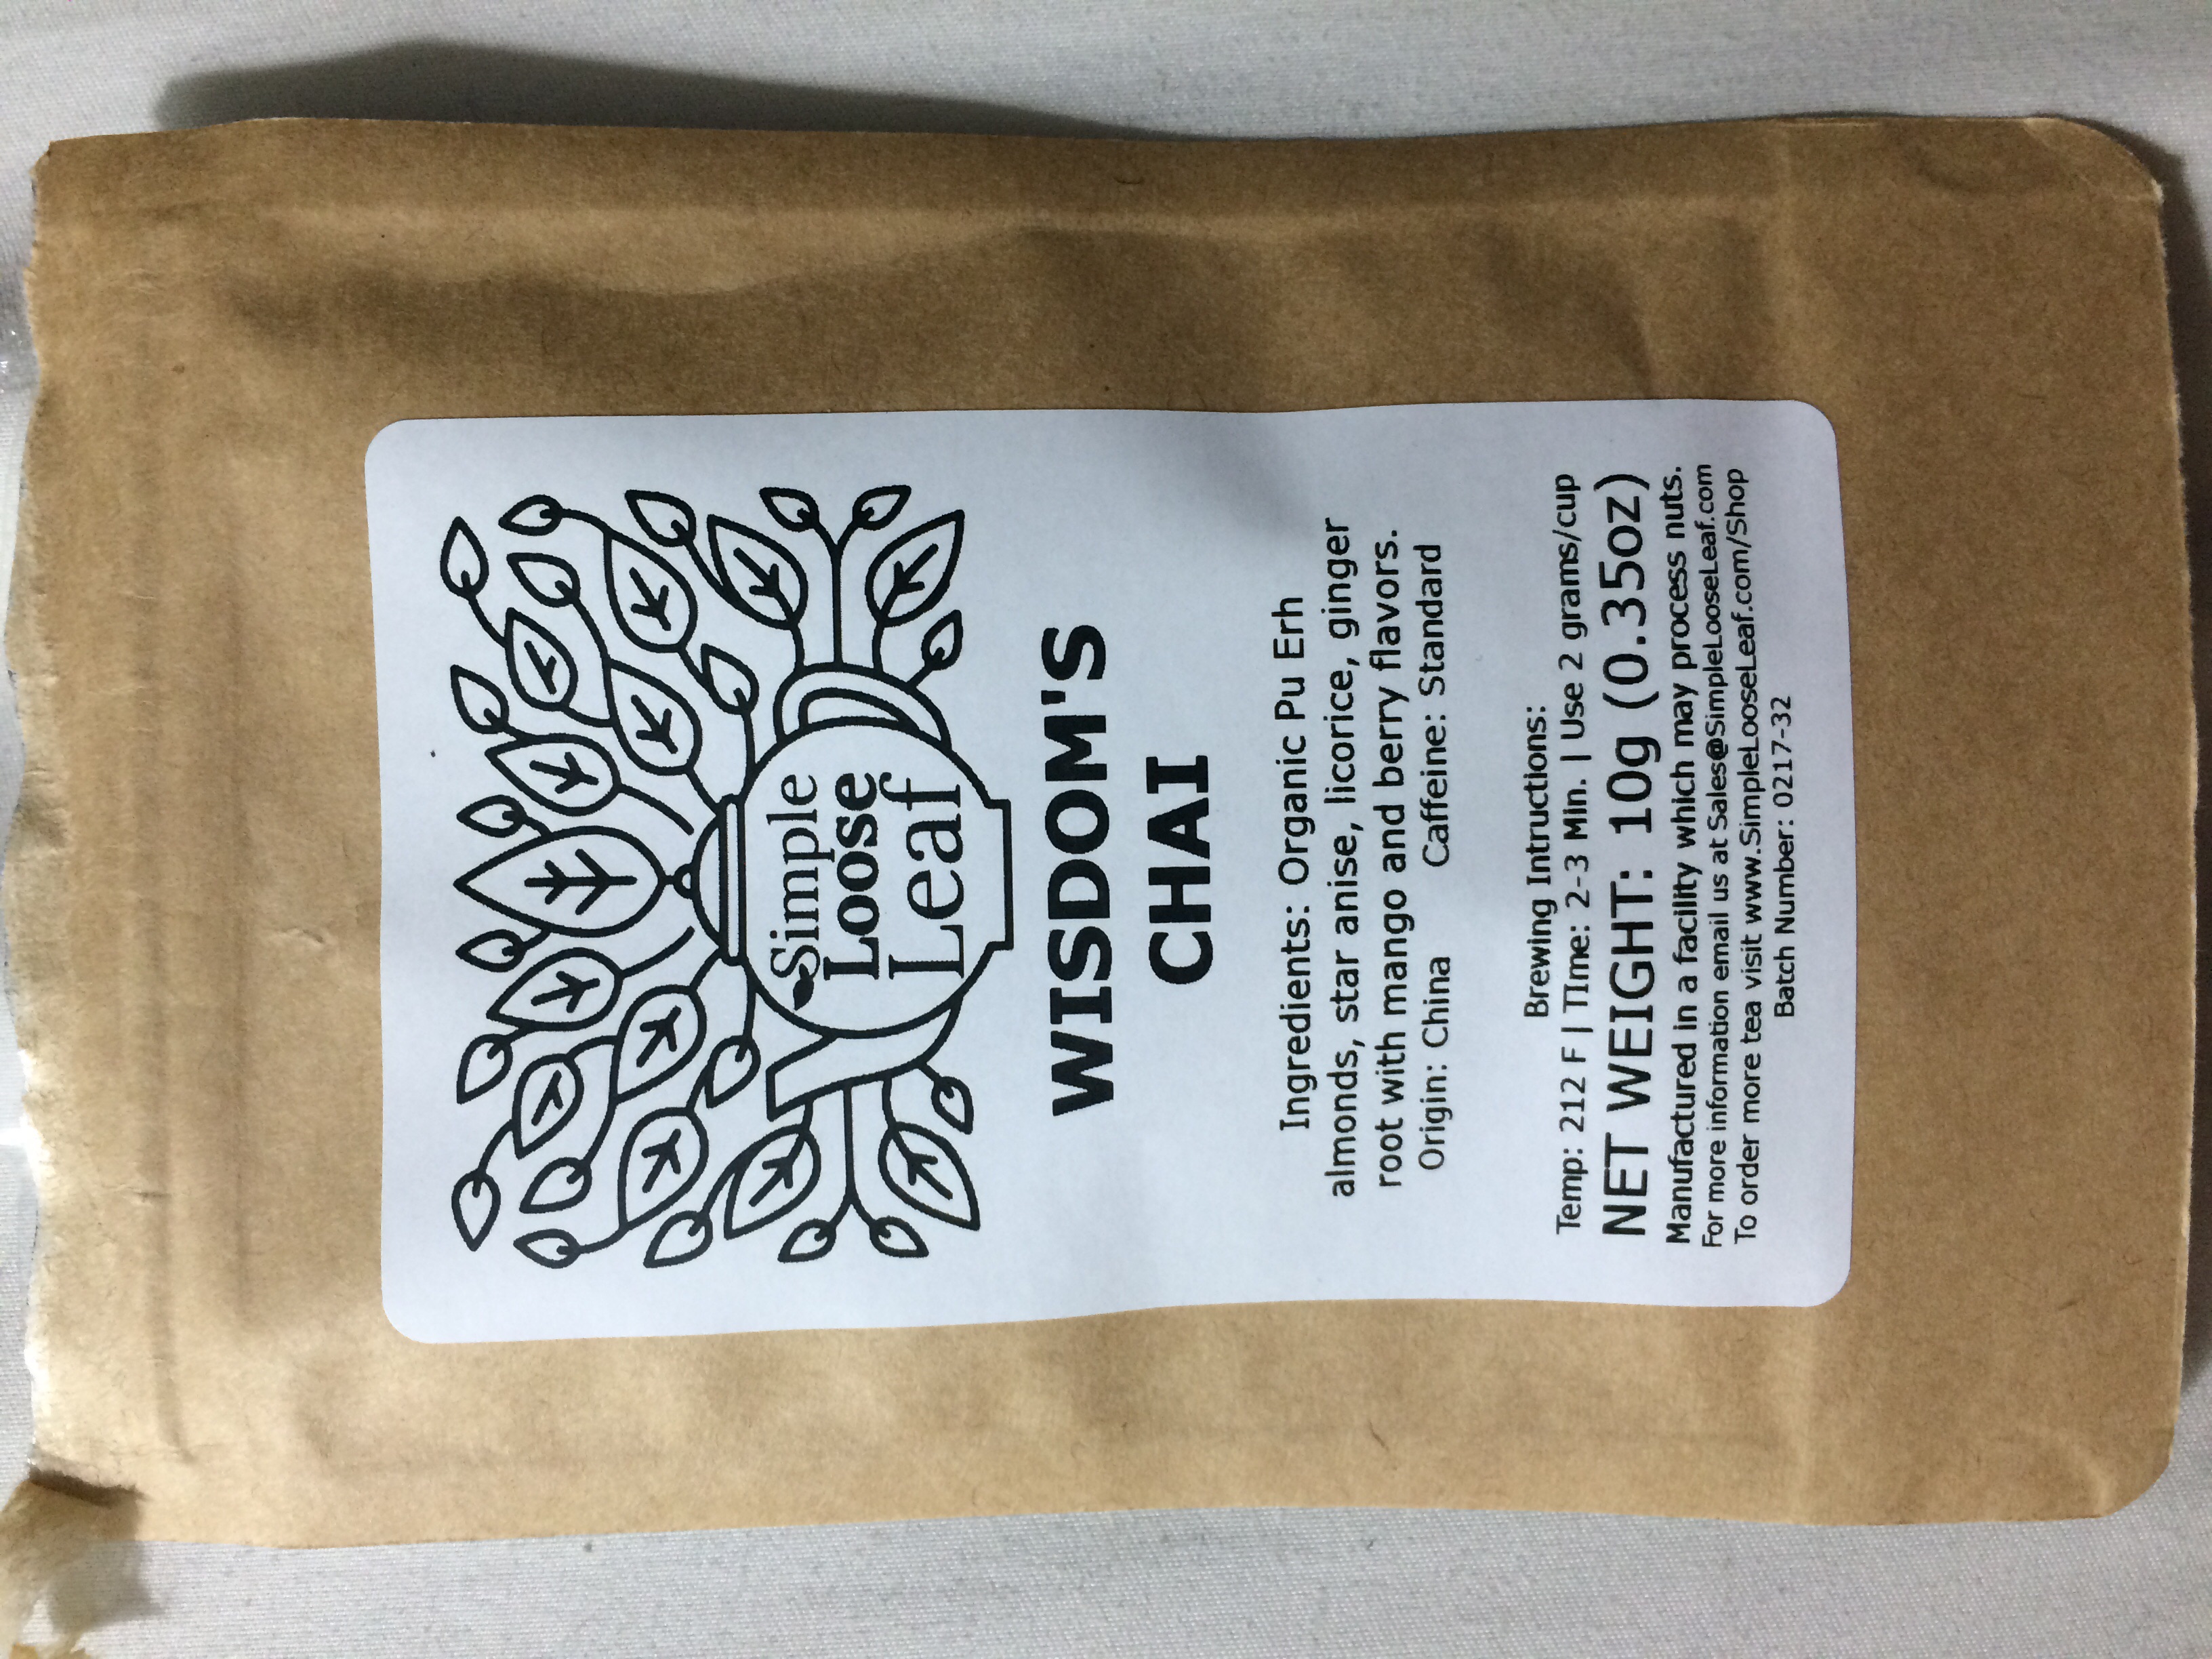 Simple
Loose
Leaf
WISDOM'S
CHAI
Ingredients: Organic Pu Erh
almonds, star anise, licorice, ginger
root with mango and berry flavors.
Origin: China Caffeine: Standard
Brewing Intructions:
Temp: 212 F | TIme: 2-3 MIn. | Use 2 grams/cup
NET WEIGHT: 10g (0.35oz)
Manufactured in a facility which may process nuts.
For more information email us at Sales@SimpleLooseLeaf.com
To order more tea visit www.SimpleLooseLeaf.com/Shop
Batch Number: 0217-32